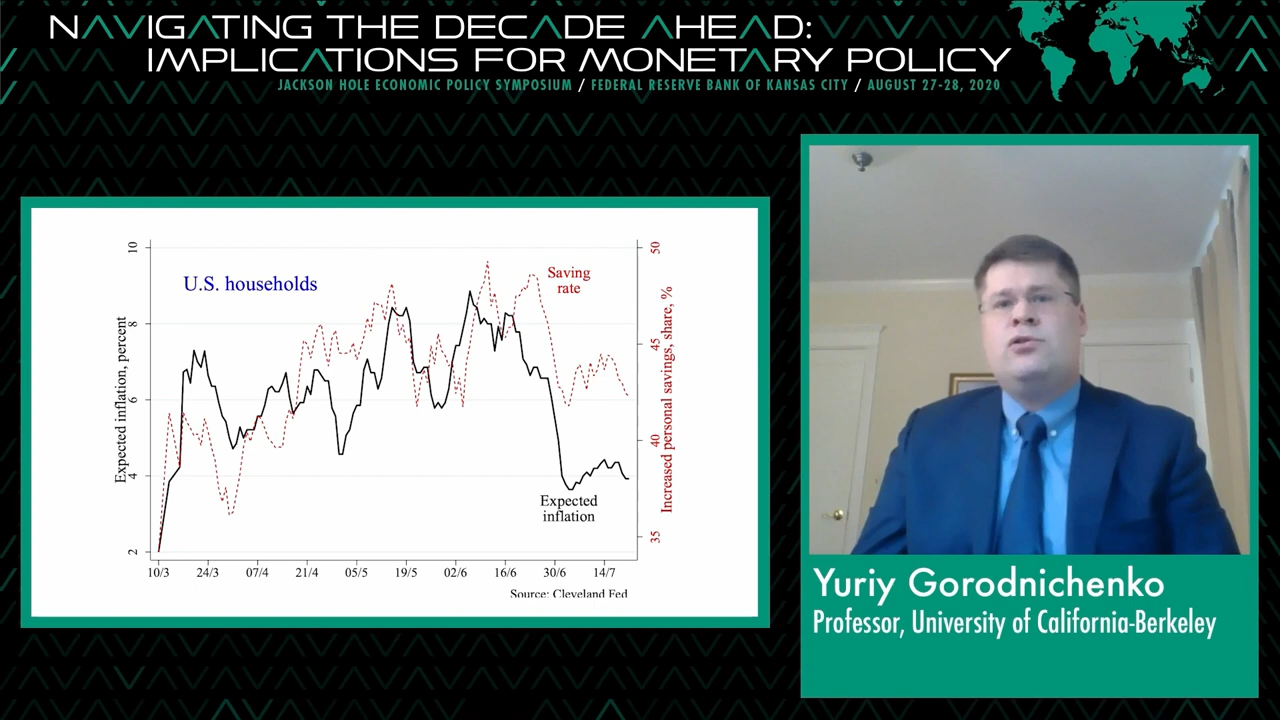 NAVIGATING THE DECADE AHEAD:
IMPLICATIONS FOR MONETARY POLICY
JACKSON HOLE ECONOMIC POLICY SYMPOSIUM / FEDERAL RESERVE BANK OF KANSAS CITY / AUGUST 27-28, 2020
U.S. households
Saving
rate
Expected
inflation
Expected inflation, percent
2
4
6
8
10
Increased personal savings, share, %
35
40
45
50
10/3 24/3 07/4 21/4 05/5 19/5 02/6 16/6 30/6 14/7
Source: Cleveland Fed
Yuriy Gorodnichenko
Professor, University of California-Berkeley